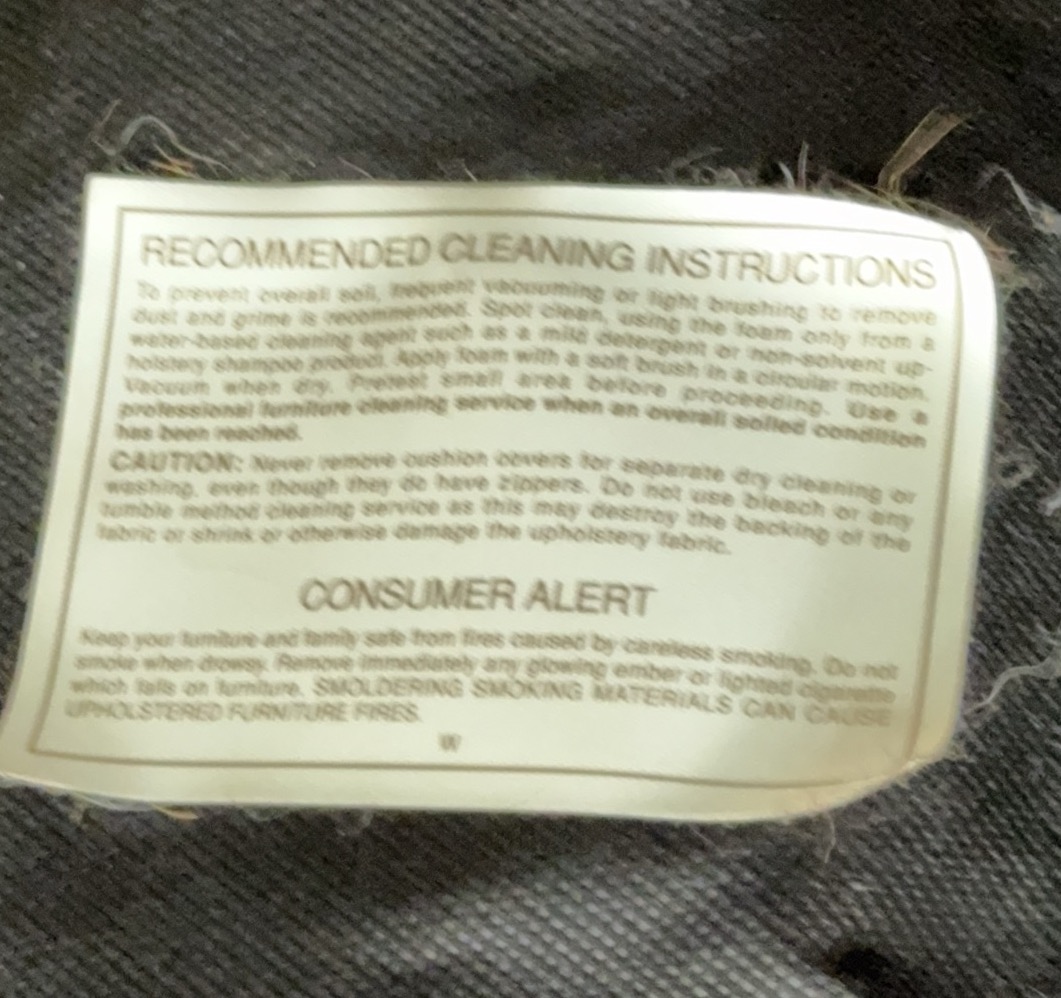 RECOMMENDED CLEANING INSTRUCTIONS
To prevent overall soil, frequent vacuuming or light brushing to remove
dust and grime is recommended. Spot clean, using the foam only from a
water-based cleaning agent such as a mild detergent or non-solvent up-
holstery shampoo product. Apply foam with a soft brush in a circular motion.
Vacuum when dry. Pretest small area before proceeding. Use a
professional furniture cleaning service when an overall soiled condition
has been reached.
CAUTION: Never remove cushion covers for separate dry cleaning or
washing, even though they do have zippers. Do not use bleach or any
tumble method cleaning service as this may destroy the backing of the
fabric or shrink or otherwise damage the upholstery fabric.
CONSUMER ALERT
Keep your furniture and family safe from fires caused by careless smoking. Do not
smoke when drowsy. Remove immediately any glowing ember or lighted cigarette
which falls on furniture. SMOLDERING SMOKING MATERIALS CAN CAUSE
UPHOLSTERED FURNITURE FIRES.
W